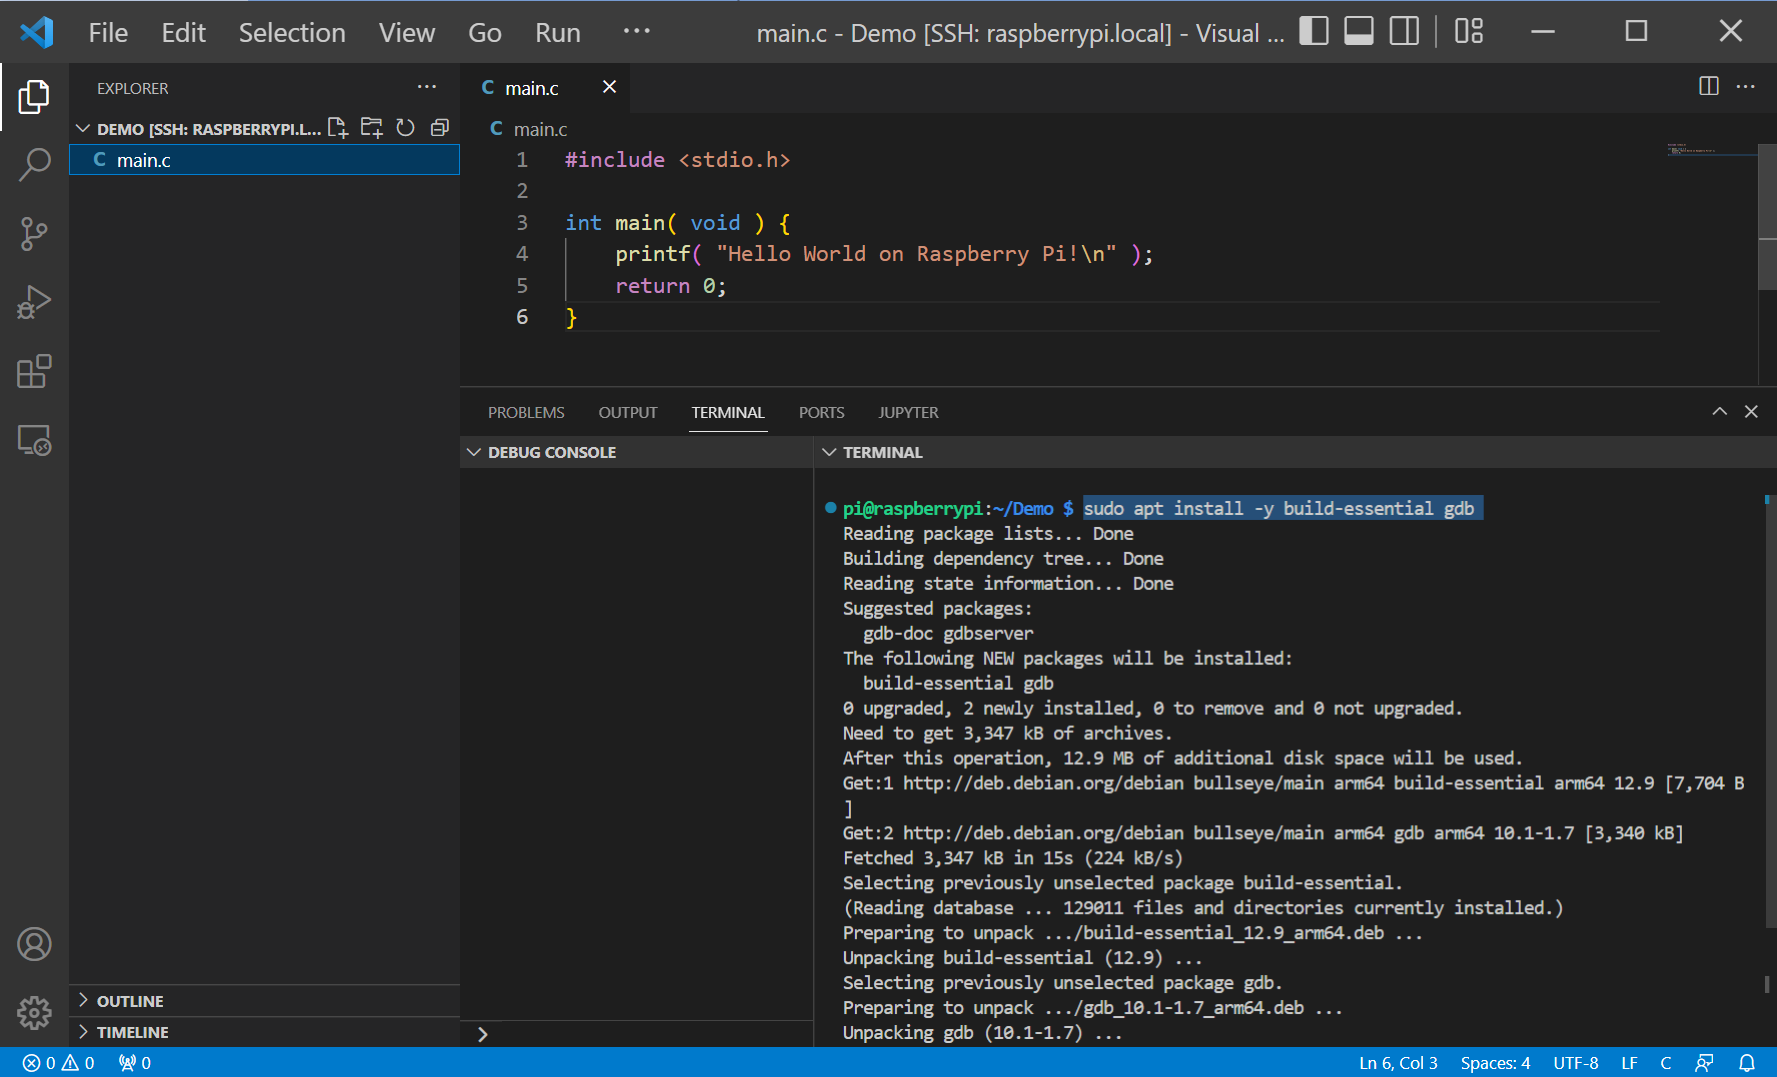 File Edit Selection View Go Run ··· main.c - Demo [SSH: raspberrypi.local] - Visual ...
EXPLORER ···
DEMO [SSH: RASPBERRYPI.L...
C main.c
C main.c
C main.c
1 #include <stdio.h>
2
3 int main( void ) {
4 printf( "Hello World on Raspberry Pi!\n" );
5 return 0;
6 }
PROBLEMS OUTPUT TERMINAL PORTS JUPYTER
DEBUG CONSOLE
TERMINAL
pi@raspberrypi:~/Demo $ sudo apt install -y build-essential gdb
Reading package lists... Done
Building dependency tree... Done
Reading state information... Done
Suggested packages:
gdb-doc gdbserver
The following NEW packages will be installed:
build-essential gdb
0 upgraded, 2 newly installed, 0 to remove and 0 not upgraded.
Need to get 3,347 kB of archives.
After this operation, 12.9 MB of additional disk space will be used.
Get:1 http://deb.debian.org/debian bullseye/main arm64 build-essential arm64 12.9 [7,704 B
]
Get:2 http://deb.debian.org/debian bullseye/main arm64 gdb arm64 10.1-1.7 [3,340 kB]
Fetched 3,347 kB in 15s (224 kB/s)
Selecting previously unselected package build-essential.
(Reading database ... 129011 files and directories currently installed.)
Preparing to unpack .../build-essential_12.9_arm64.deb ...
Unpacking build-essential (12.9) ...
Selecting previously unselected package gdb.
Preparing to unpack .../gdb_10.1-1.7_arm64.deb ...
Unpacking gdb (10.1-1.7) ...
OUTLINE
TIMELINE
0 0 0 Ln 6, Col 3 Spaces: 4 UTF-8 LF C